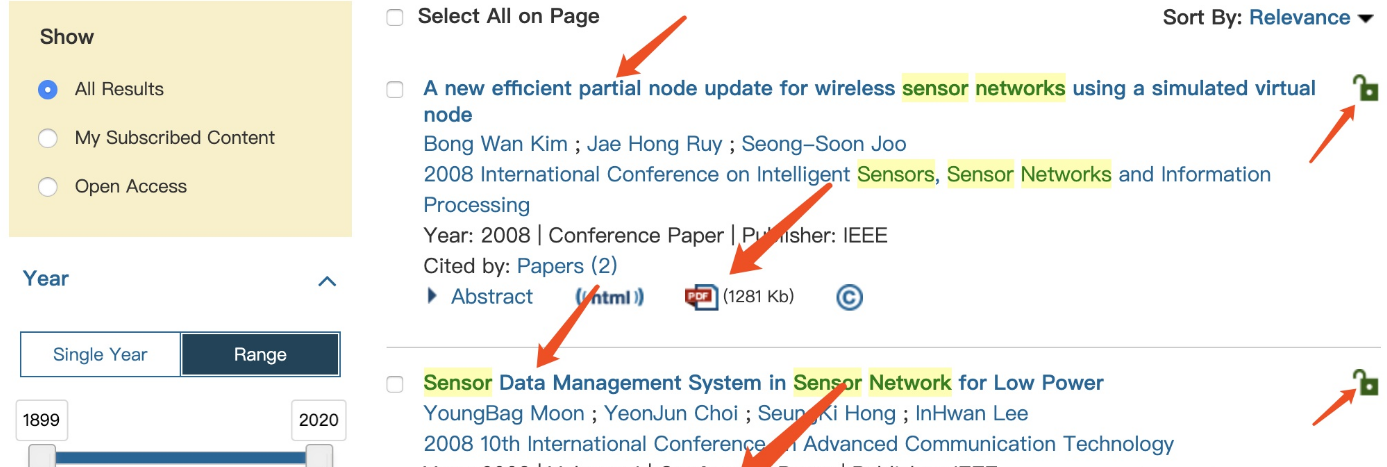 Show
All Results
My Subscribed Content
Open Access
Year
Single Year
Range
1899
2020
Select All on Page
Sort By: Relevance
A new efficient partial node update for wireless sensor networks using a simulated virtual
node
Bong Wan Kim ; Jae Hong Ruy ; Seong-Soon Joo
2008 International Conference on Intelligent Sensors, Sensor Networks and Information
Processing
Year: 2008 | Conference Paper | Publisher: IEEE
Cited by: Papers (2)
Abstract ((html)) PDF (1281 Kb) ©
Sensor Data Management System in Sensor Network for Low Power
YoungBag Moon ; YeonJun Choi ; SeungKi Hong ; InHwan Lee
2008 10th International Conference on Advanced Communication Technology